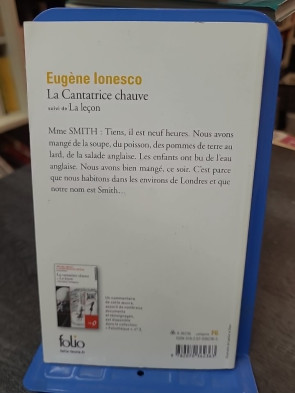 Eugène Ionesco
La Cantatrice chauve
suivi de La leçon
Mme SMITH : Tiens, il est neuf heures. Nous avons
mangé de la soupe, du poisson, des pommes de terre au
lard, de la salade anglaise. Les enfants ont bu de l'eau
anglaise. Nous avons bien mangé, ce soir. C'est parce
que nous habitons dans les environs de Londres et que
notre nom est Smith…
folio